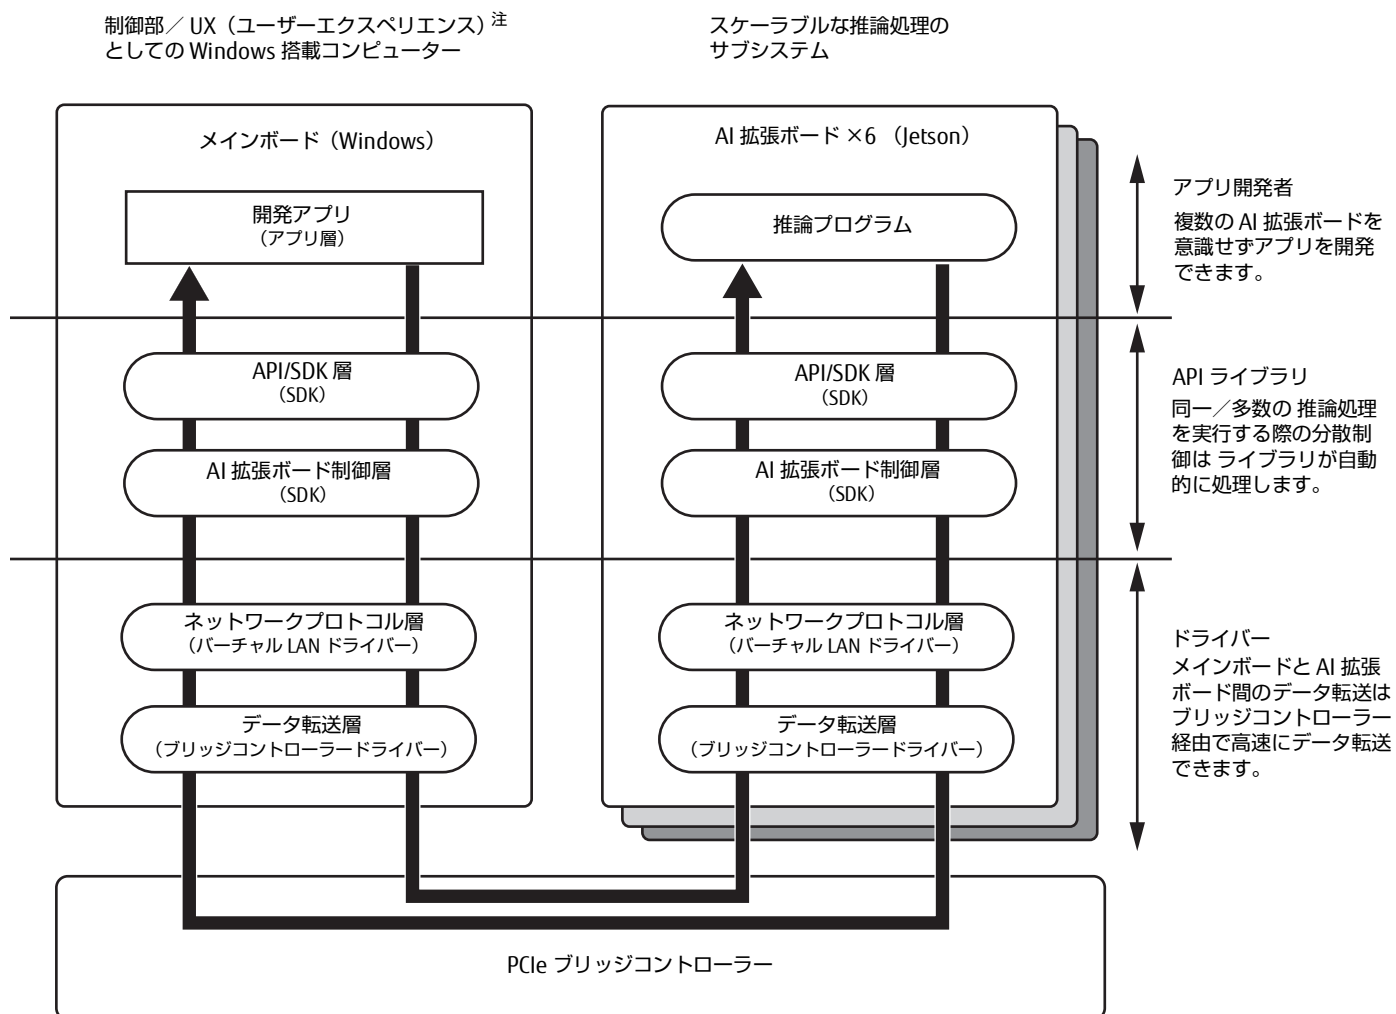 制御部／ UX（ユーザーエクスペリエンス）注
としての Windows 搭載コンピューター
スケーラブルな推論処理の
サブシステム
メインボード（Windows）
開発アプリ
（アプリ層）
API/SDK 層
（SDK）
AI 拡張ボード制御層
（SDK）
ネットワークプロトコル層
（バーチャル LAN ドライバー）
データ転送層
（ブリッジコントローラードライバー）
AI 拡張ボード ×6 （Jetson）
推論プログラム
API/SDK 層
（SDK）
AI 拡張ボード制御層
（SDK）
ネットワークプロトコル層
（バーチャル LAN ドライバー）
データ転送層
（ブリッジコントローラードライバー）
アプリ開発者
複数の AI 拡張ボードを
意識せずアプリを開発
できます。
API ライブラリ
同一／多数の 推論処理
を実行する際の分散制
御は ライブラリが自動
的に処理します。
ドライバー
メインボードと AI 拡張
ボード間のデータ転送は
ブリッジコントローラー
経由で高速にデータ転送
できます。
PCIe ブリッジコントローラー